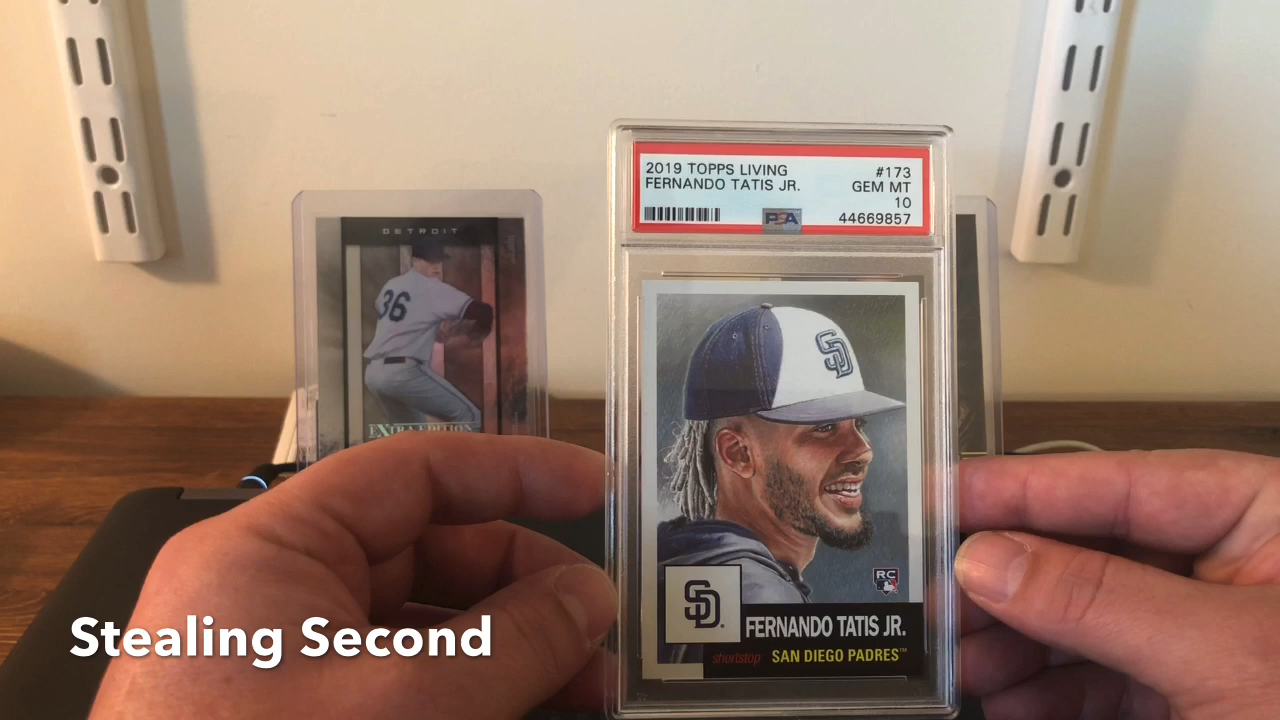 2019 TOPPS LIVING #173
FERNANDO TATIS JR. GEM MT
10
PSA 44669857
DETROIT
36
EXTRA EDITION
SD
RC
SD
FERNANDO TATIS JR.
shortstop SAN DIEGO PADRES™
Stealing Second